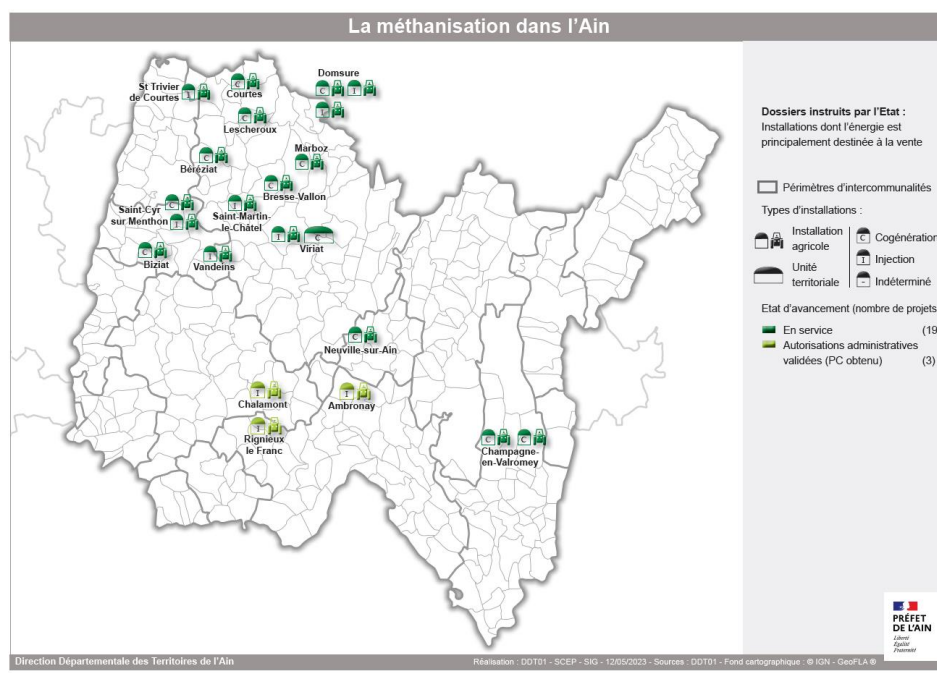 La méthanisation dans l'Ain
Domsure
C I
-
St Trivier
de Courtes
I
C
Courtes
C
Lescheroux
Marboz
C
C
Béréziat
C
Bresse-Vallon
Saint-Cyr
sur Menthon
C
I
I
Saint-Martin-
le-Châtel
I C
Viriat
C
Biziat
I
Vandeins
C
Neuville-sur-Ain
I
Chalamont
I
Ambronay
I
Rignieux
le Franc
C C
Champagne-
en-Valromey
Dossiers instruits par l'Etat :
Installations dont l'énergie est
principalement destinée à la vente
Périmètres d'intercommunalités
Types d'installations :
Installation
agricole
Unité
territoriale
C Cogénération
I Injection
- Indéterminé
Etat d'avancement (nombre de projets
En service (19
Autorisations administratives
validées (PC obtenu) (3)
PRÉFET
DE L'AIN
Liberté
Égalité
Fraternité
Direction Départementale des Territoires de l'Ain
Réalisation : DDT01 - SCEP - SIG - 12/05/2023 - Sources : DDT01 - Fond cartographique : © IGN - GeoFLA ®